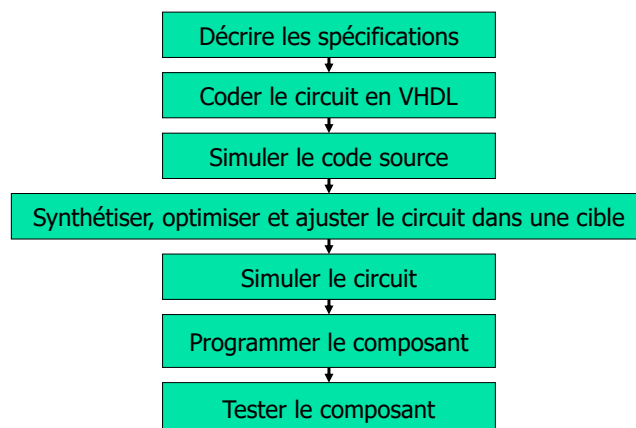 Décrire les spécifications
Coder le circuit en VHDL
Simuler le code source
Synthétiser, optimiser et ajuster le circuit dans une cible
Simuler le circuit
Programmer le composant
Tester le composant